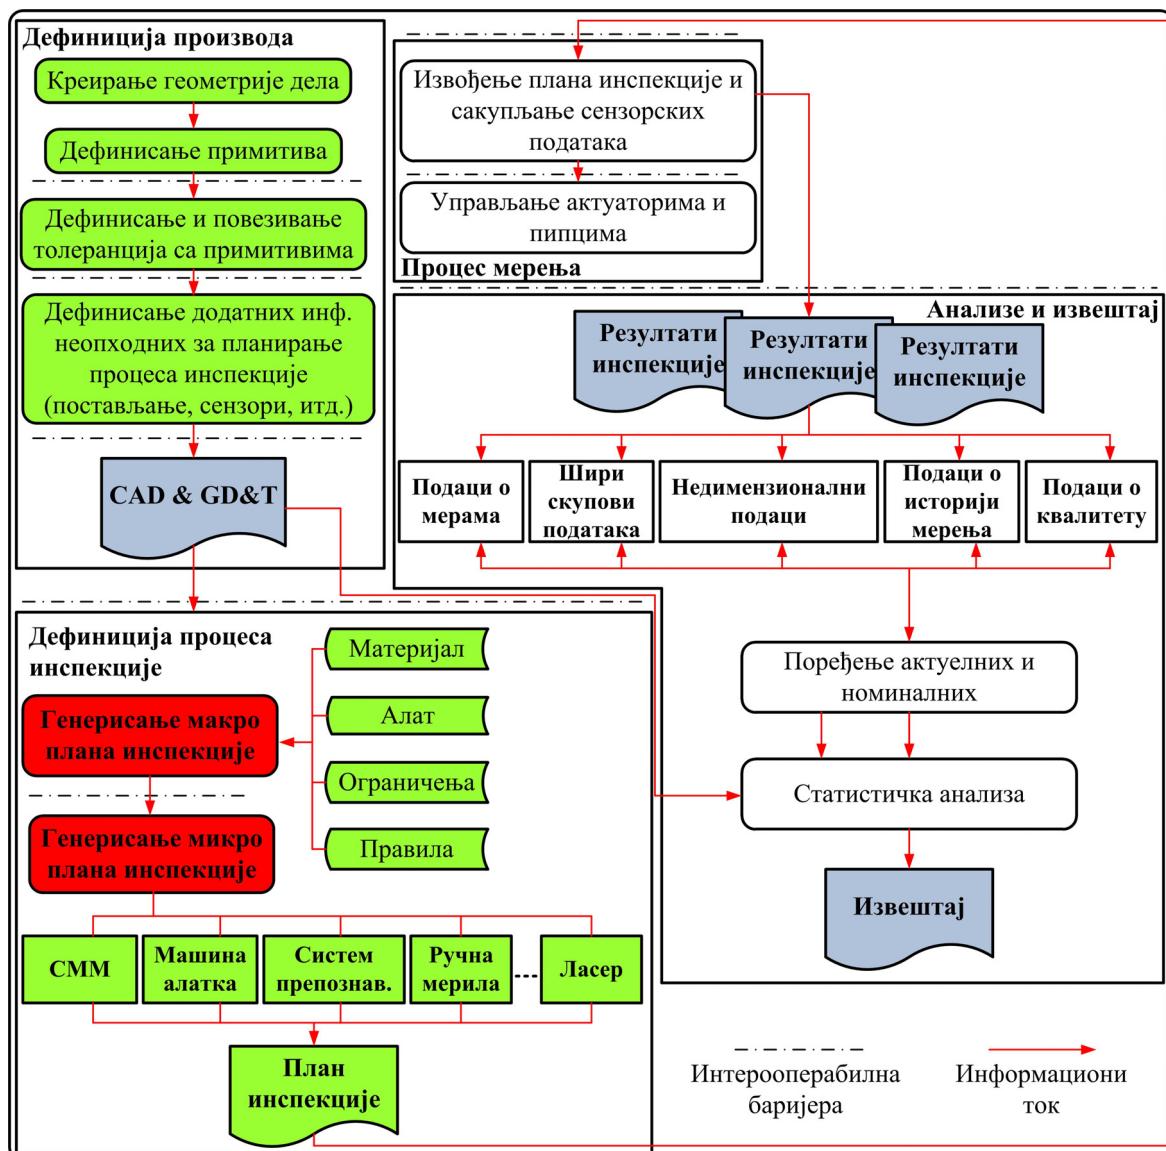 Дефиниција производа
Креирање геометрије дела
Дефинисање примитива
Дефинисање и повезивање
толеранција са примитивима
Дефинисање додатних инф.
неопходних за планирање
процеса инспекције
(постављање, сензори, итд.)
CAD & GD&T
Извођење плана инспекције и
сакупљање сензорских
података
Управљање актуаторима и
пипцима
Процес мерења
Анализе и извештај
Резултати
инспекције
Резултати
инспекције
Резултати
инспекције
Подаци о
мерама
Шири
скупови
података
Недимензионални
подаци
Подаци о
историји
мерења
Подаци о
квалитету
Поређење актуелних и
номиналних
Статистичка анализа
Извештај
Дефиниција процеса
инспекције
Генерисање макро
плана инспекције
Генерисање микро
плана инспекције
Материјал
Алат
Ограничења
Правила
СММ
Машина
алатка
Систем
препознав.
Ручна
мерила
Ласер
План
инспекције
Интерооперабилна
баријера
Информациони
ток